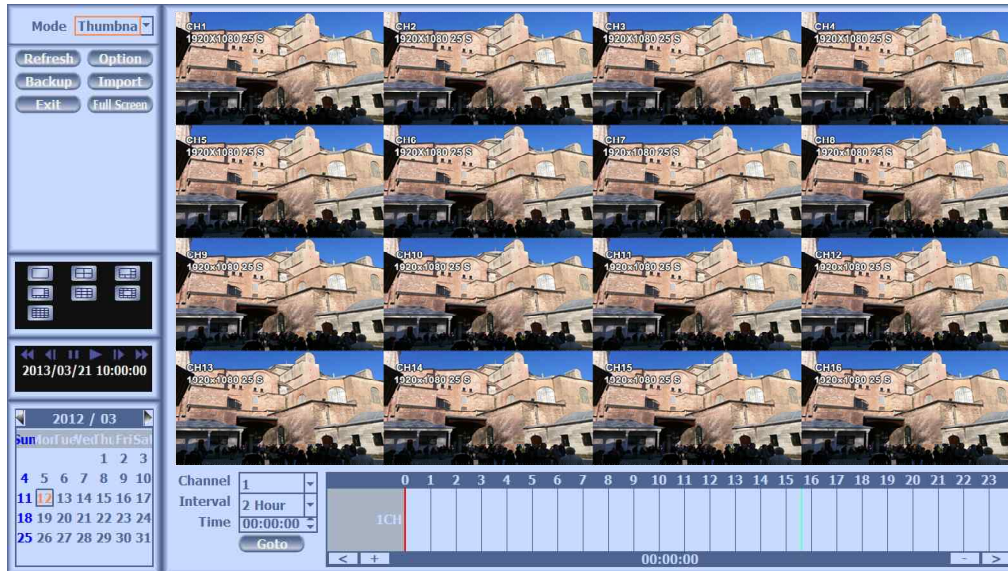 Mode Thumbna
Refresh Option
Backup Import
Exit Full Screen
2013/03/21 10:00:00
2012 / 03
Sun Mon Tue Wed Thu Fri Sat
1 2 3
4 5 6 7 8 9 10
11 12 13 14 15 16 17
18 19 20 21 22 23 24
25 26 27 28 29 30 31
CH1 CH2 CH3 CH4
1920X1080 25 S 1920X1080 25 S 1920X1080 25 S 1920X1080 25 S
CH5 CH6 CH7 CH8
1920X1080 25 S 1920X1080 25 S 1920x1080 25 S 1920x1080 25 S
CH9 CH10 CH11 CH12
1920x1080 25 S 1920x1080 25 S 1920x1080 25 S 1920x1080 25 S
CH13 CH14 CH15 CH16
1920x1080 25 S 1920x1080 25 S 1920x1080 25 S 1920x1080 25 S
Channel 1
Interval 2 Hour
Time 00:00:00
Goto
0 1 2 3 4 5 6 7 8 9 10 11 12 13 14 15 16 17 18 19 20 21 22 23
1CH
< + 00:00:00 - >